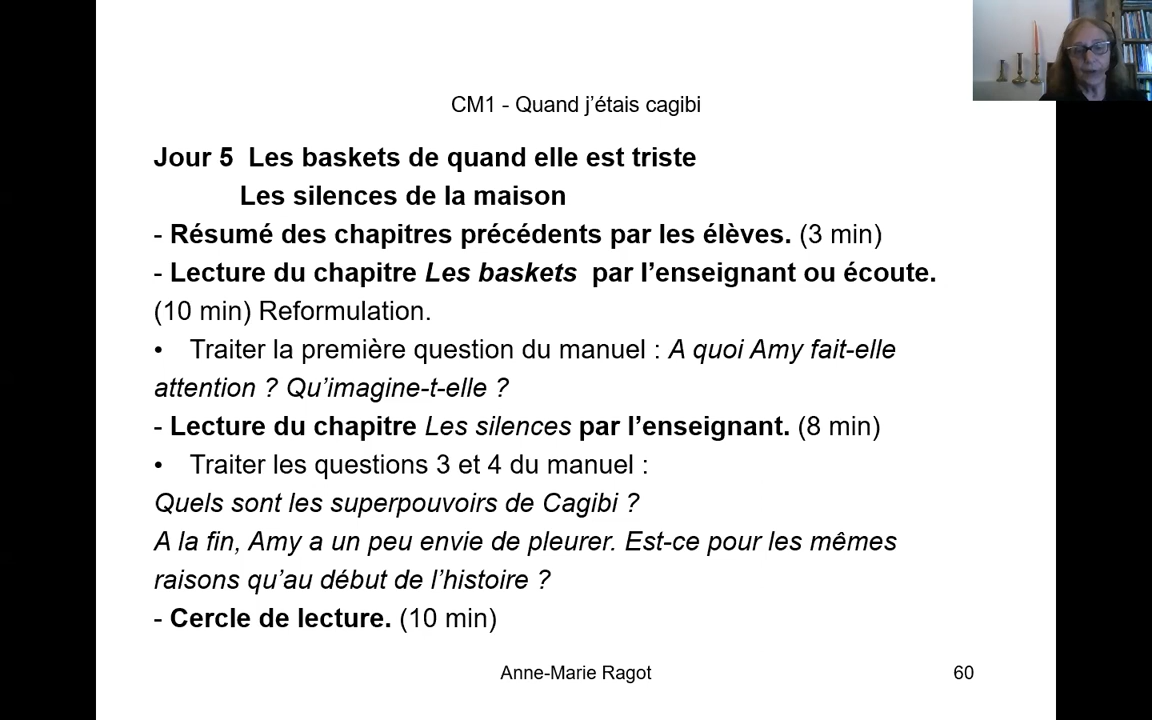 CM1 - Quand j’étais cagibi
Jour 5 Les baskets de quand elle est triste
Les silences de la maison
- Résumé des chapitres précédents par les élèves. (3 min)
- Lecture du chapitre Les baskets par l’enseignant ou écoute.
(10 min) Reformulation.
• Traiter la première question du manuel : A quoi Amy fait-elle
attention ? Qu’imagine-t-elle ?
- Lecture du chapitre Les silences par l’enseignant. (8 min)
• Traiter les questions 3 et 4 du manuel :
Quels sont les superpouvoirs de Cagibi ?
A la fin, Amy a un peu envie de pleurer. Est-ce pour les mêmes
raisons qu’au début de l’histoire ?
- Cercle de lecture. (10 min)
Anne-Marie Ragot
60